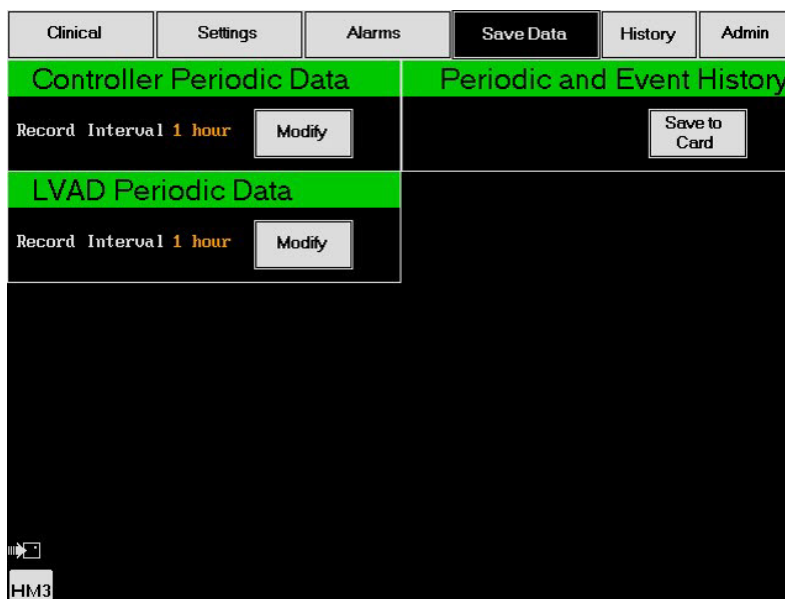 Clinical
Settings
Alarms
Save Data
History
Admin
Controller Periodic Data
Record Interval 1 hour
Modify
Periodic and Event History
Save to
Card
LVAD Periodic Data
Record Interval 1 hour
Modify
HM3